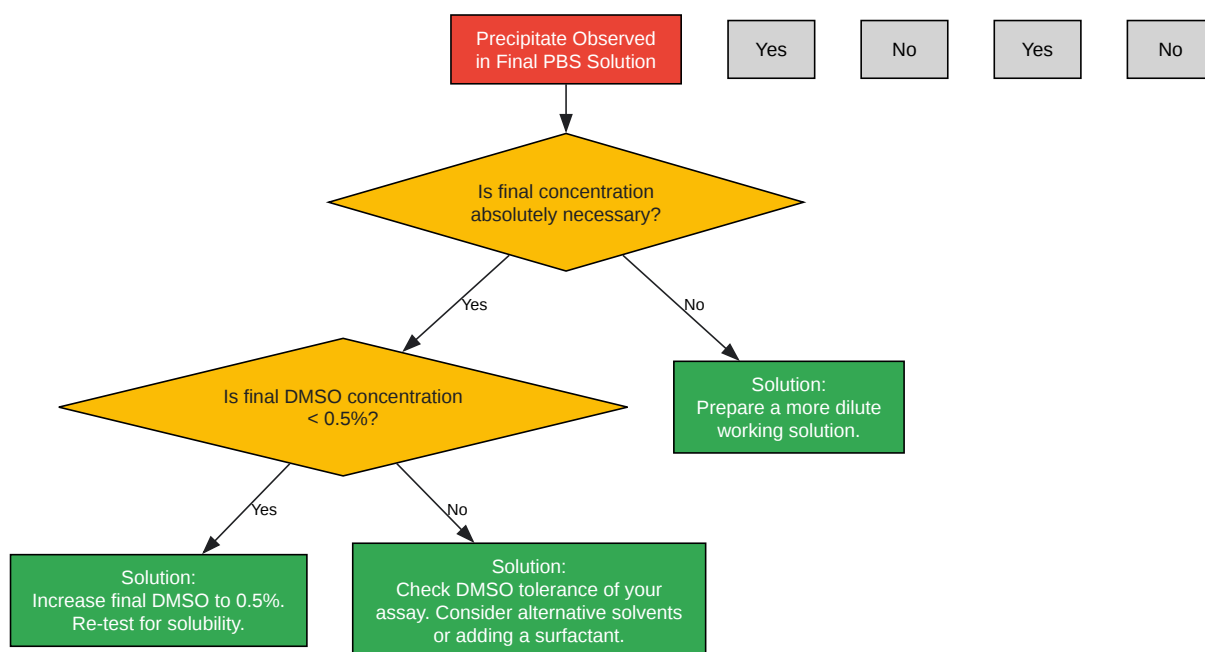 Precipitate Observed
in Final PBS Solution
Yes
No
Yes
No
Is final concentration
absolutely necessary?
Yes
No
Is final DMSO concentration
< 0.5%?
Solution:
Prepare a more dilute
working solution.
Yes
No
Solution:
Increase final DMSO to 0.5%.
Re-test for solubility.
Solution:
Check DMSO tolerance of your
assay. Consider alternative solvents
or adding a surfactant.